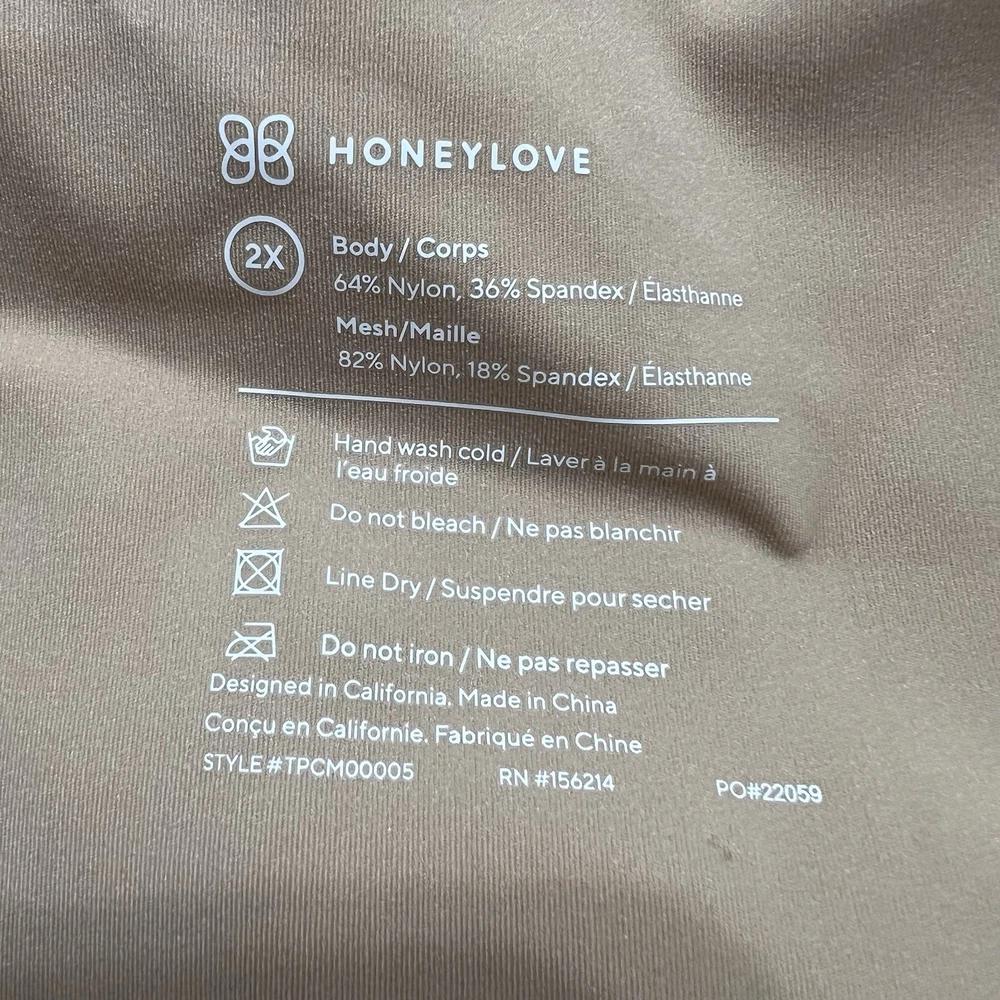 HONEYLOVE
2X
Body / Corps
64% Nylon, 36% Spandex / Élasthanne
Mesh/Maille
82% Nylon, 18% Spandex / Élasthanne
Hand wash cold / Laver à la main à
l'eau froide
Do not bleach / Ne pas blanchir
Line Dry / Suspendre pour secher
Do not iron / Ne pas repasser
Designed in California. Made in China
Conçu en Californie. Fabriqué en Chine
STYLE #TPCM00005 RN #156214 PO#22059